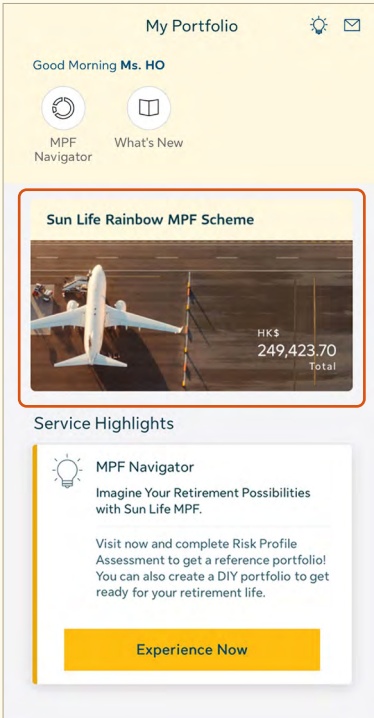 My Portfolio
Good Morning Ms. HO
MPF
Navigator
What's New
Sun Life Rainbow MPF Scheme
HK$
249,423.70
Total
Service Highlights
MPF Navigator
Imagine Your Retirement Possibilities
with Sun Life MPF.
Visit now and complete Risk Profile
Assessment to get a reference portfolio!
You can also create a DIY portfolio to get
ready for your retirement life.
Experience Now